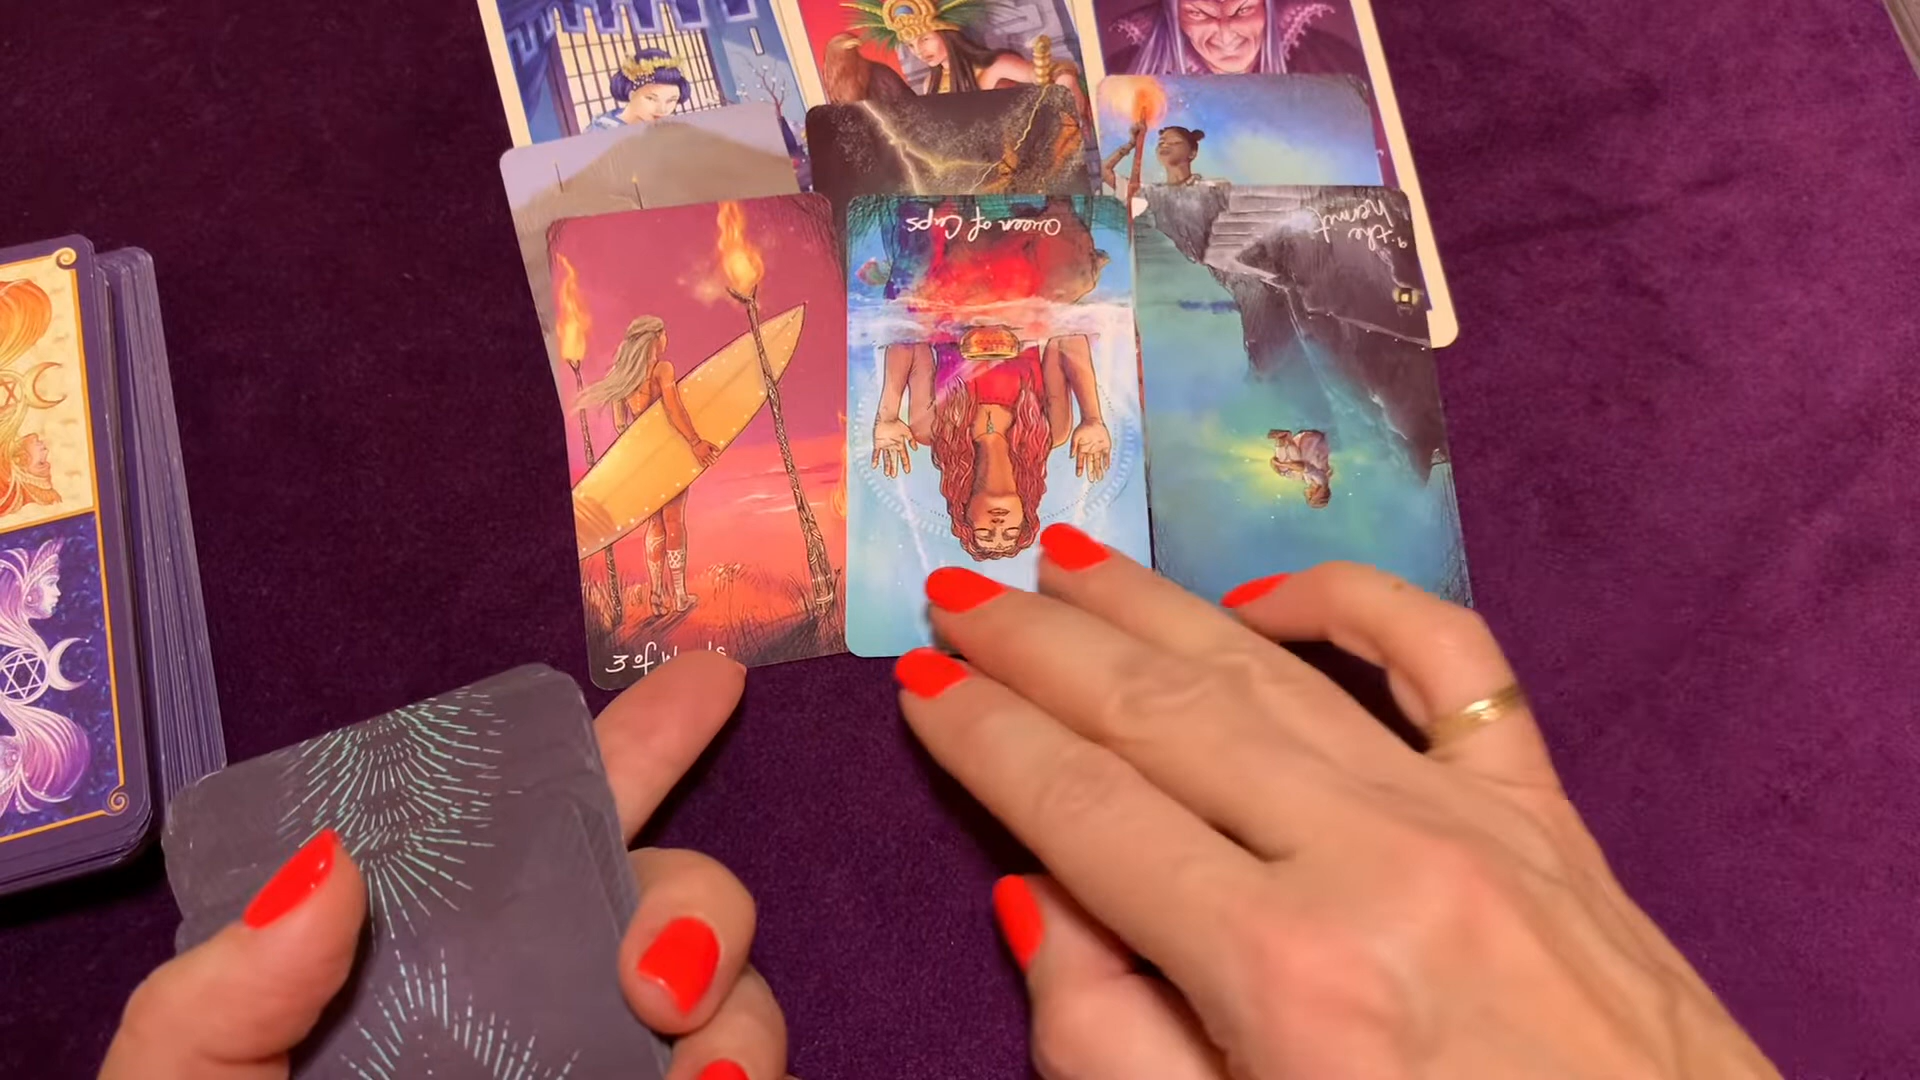 Queen of Cups
9. the
hermit
3 of